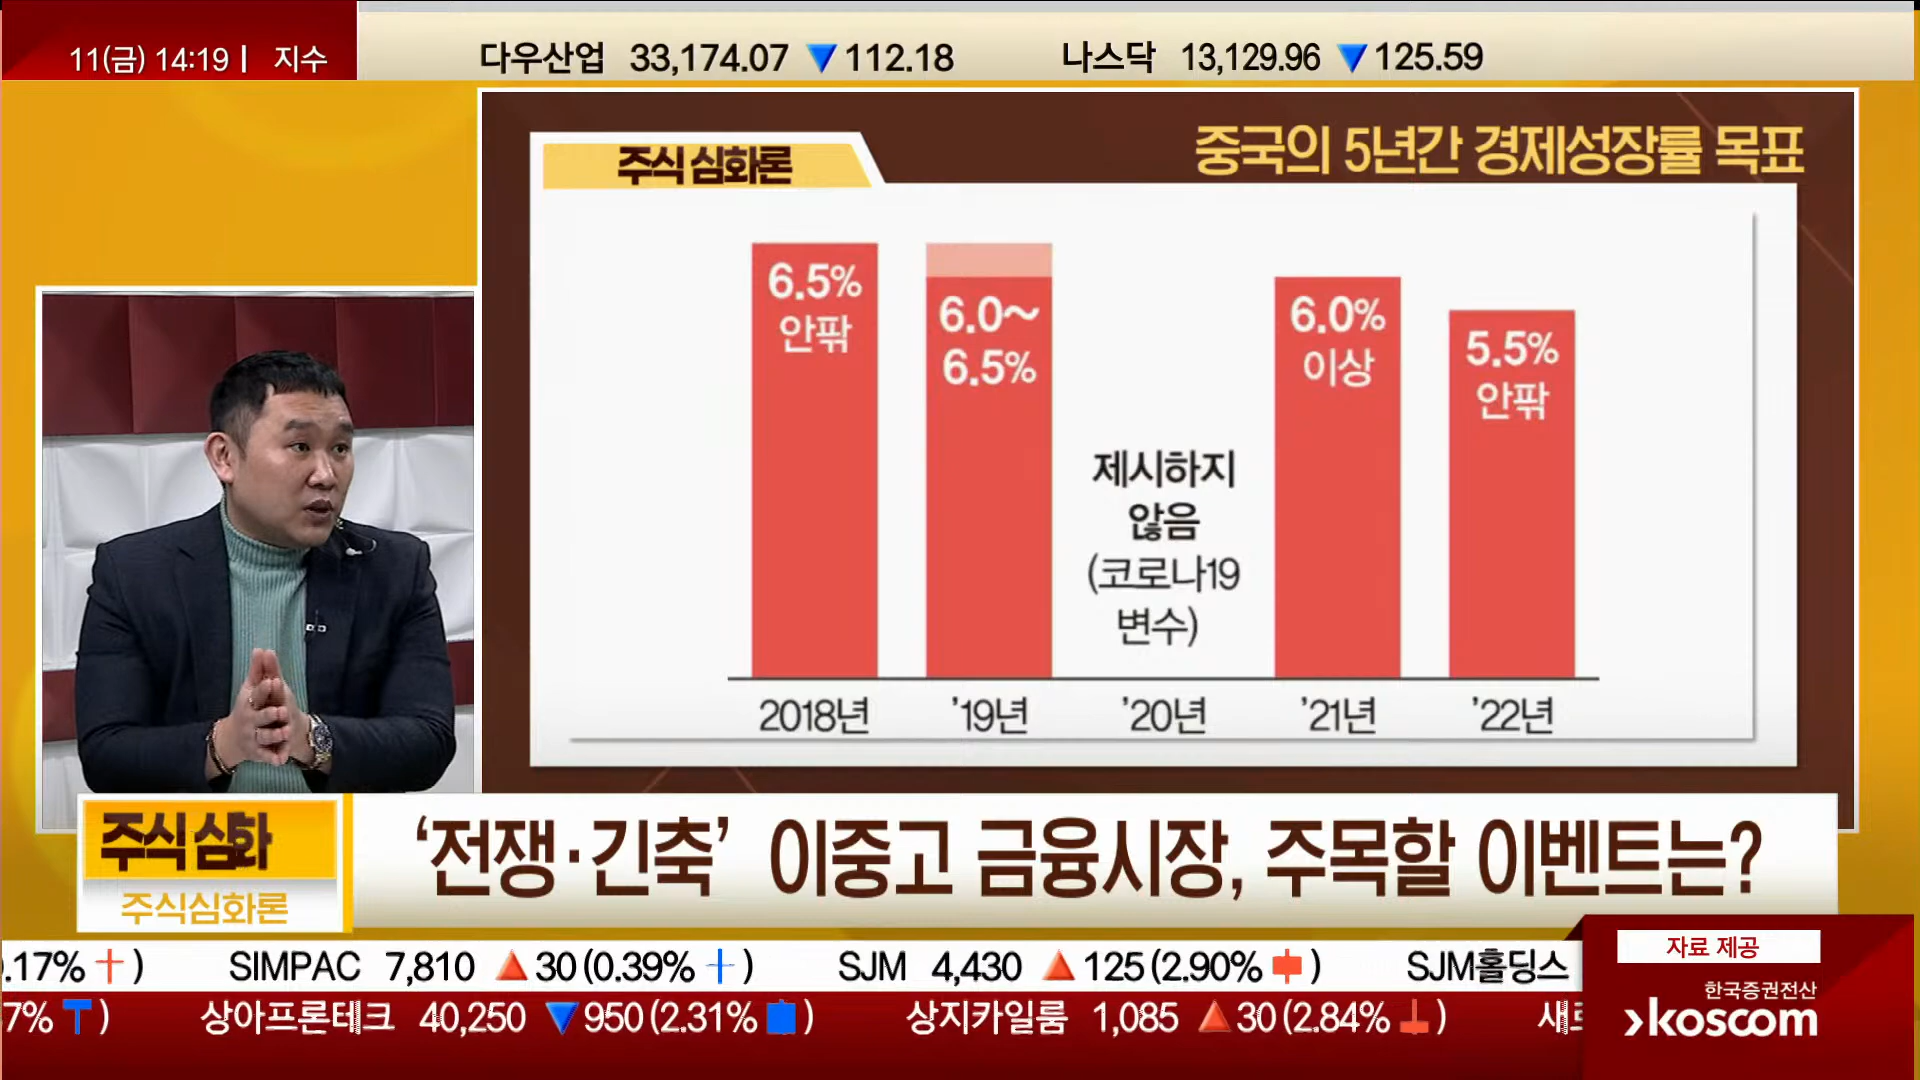 11(금) 14:19 | 지수
다우산업 33,174.07 ▼112.18 나스닥 13,129.96 ▼125.59
중국의 5년간 경제성장률 목표
주식 심화론
6.5%
안팎
6.0~
6.5%
제시하지
않음
(코로나19
변수)
6.0%
이상
5.5%
안팎
2018년 ’19년 ’20년 ’21년 ’22년
주식 심화
주식심화론
‘전쟁·긴축’ 이중고 금융시장, 주목할 이벤트는?
.17% ) SIMPAC 7,810 ▲30(0.39% ) SJM 4,430 ▲125(2.90% ) SJM홀딩스
7% ) 상아프론테크 40,250 ▼950(2.31% ) 상지카일룸 1,085 ▲30(2.84% )
자료 제공
한국증권전산
koscom